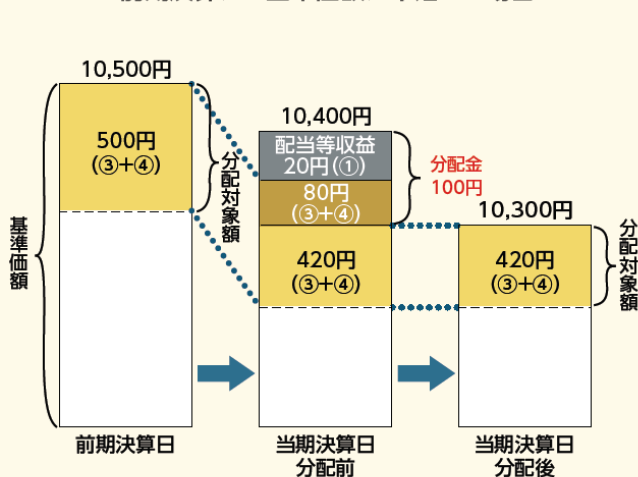 10,500円
500円
(③+④)
分配対象額
基準価額
前期決算日
10,400円
配当等収益
20円(①)
80円
(③+④)
420円
(③+④)
分配金
100円
当期決算日
分配前
10,300円
420円
(③+④)
分配対象額
当期決算日
分配後